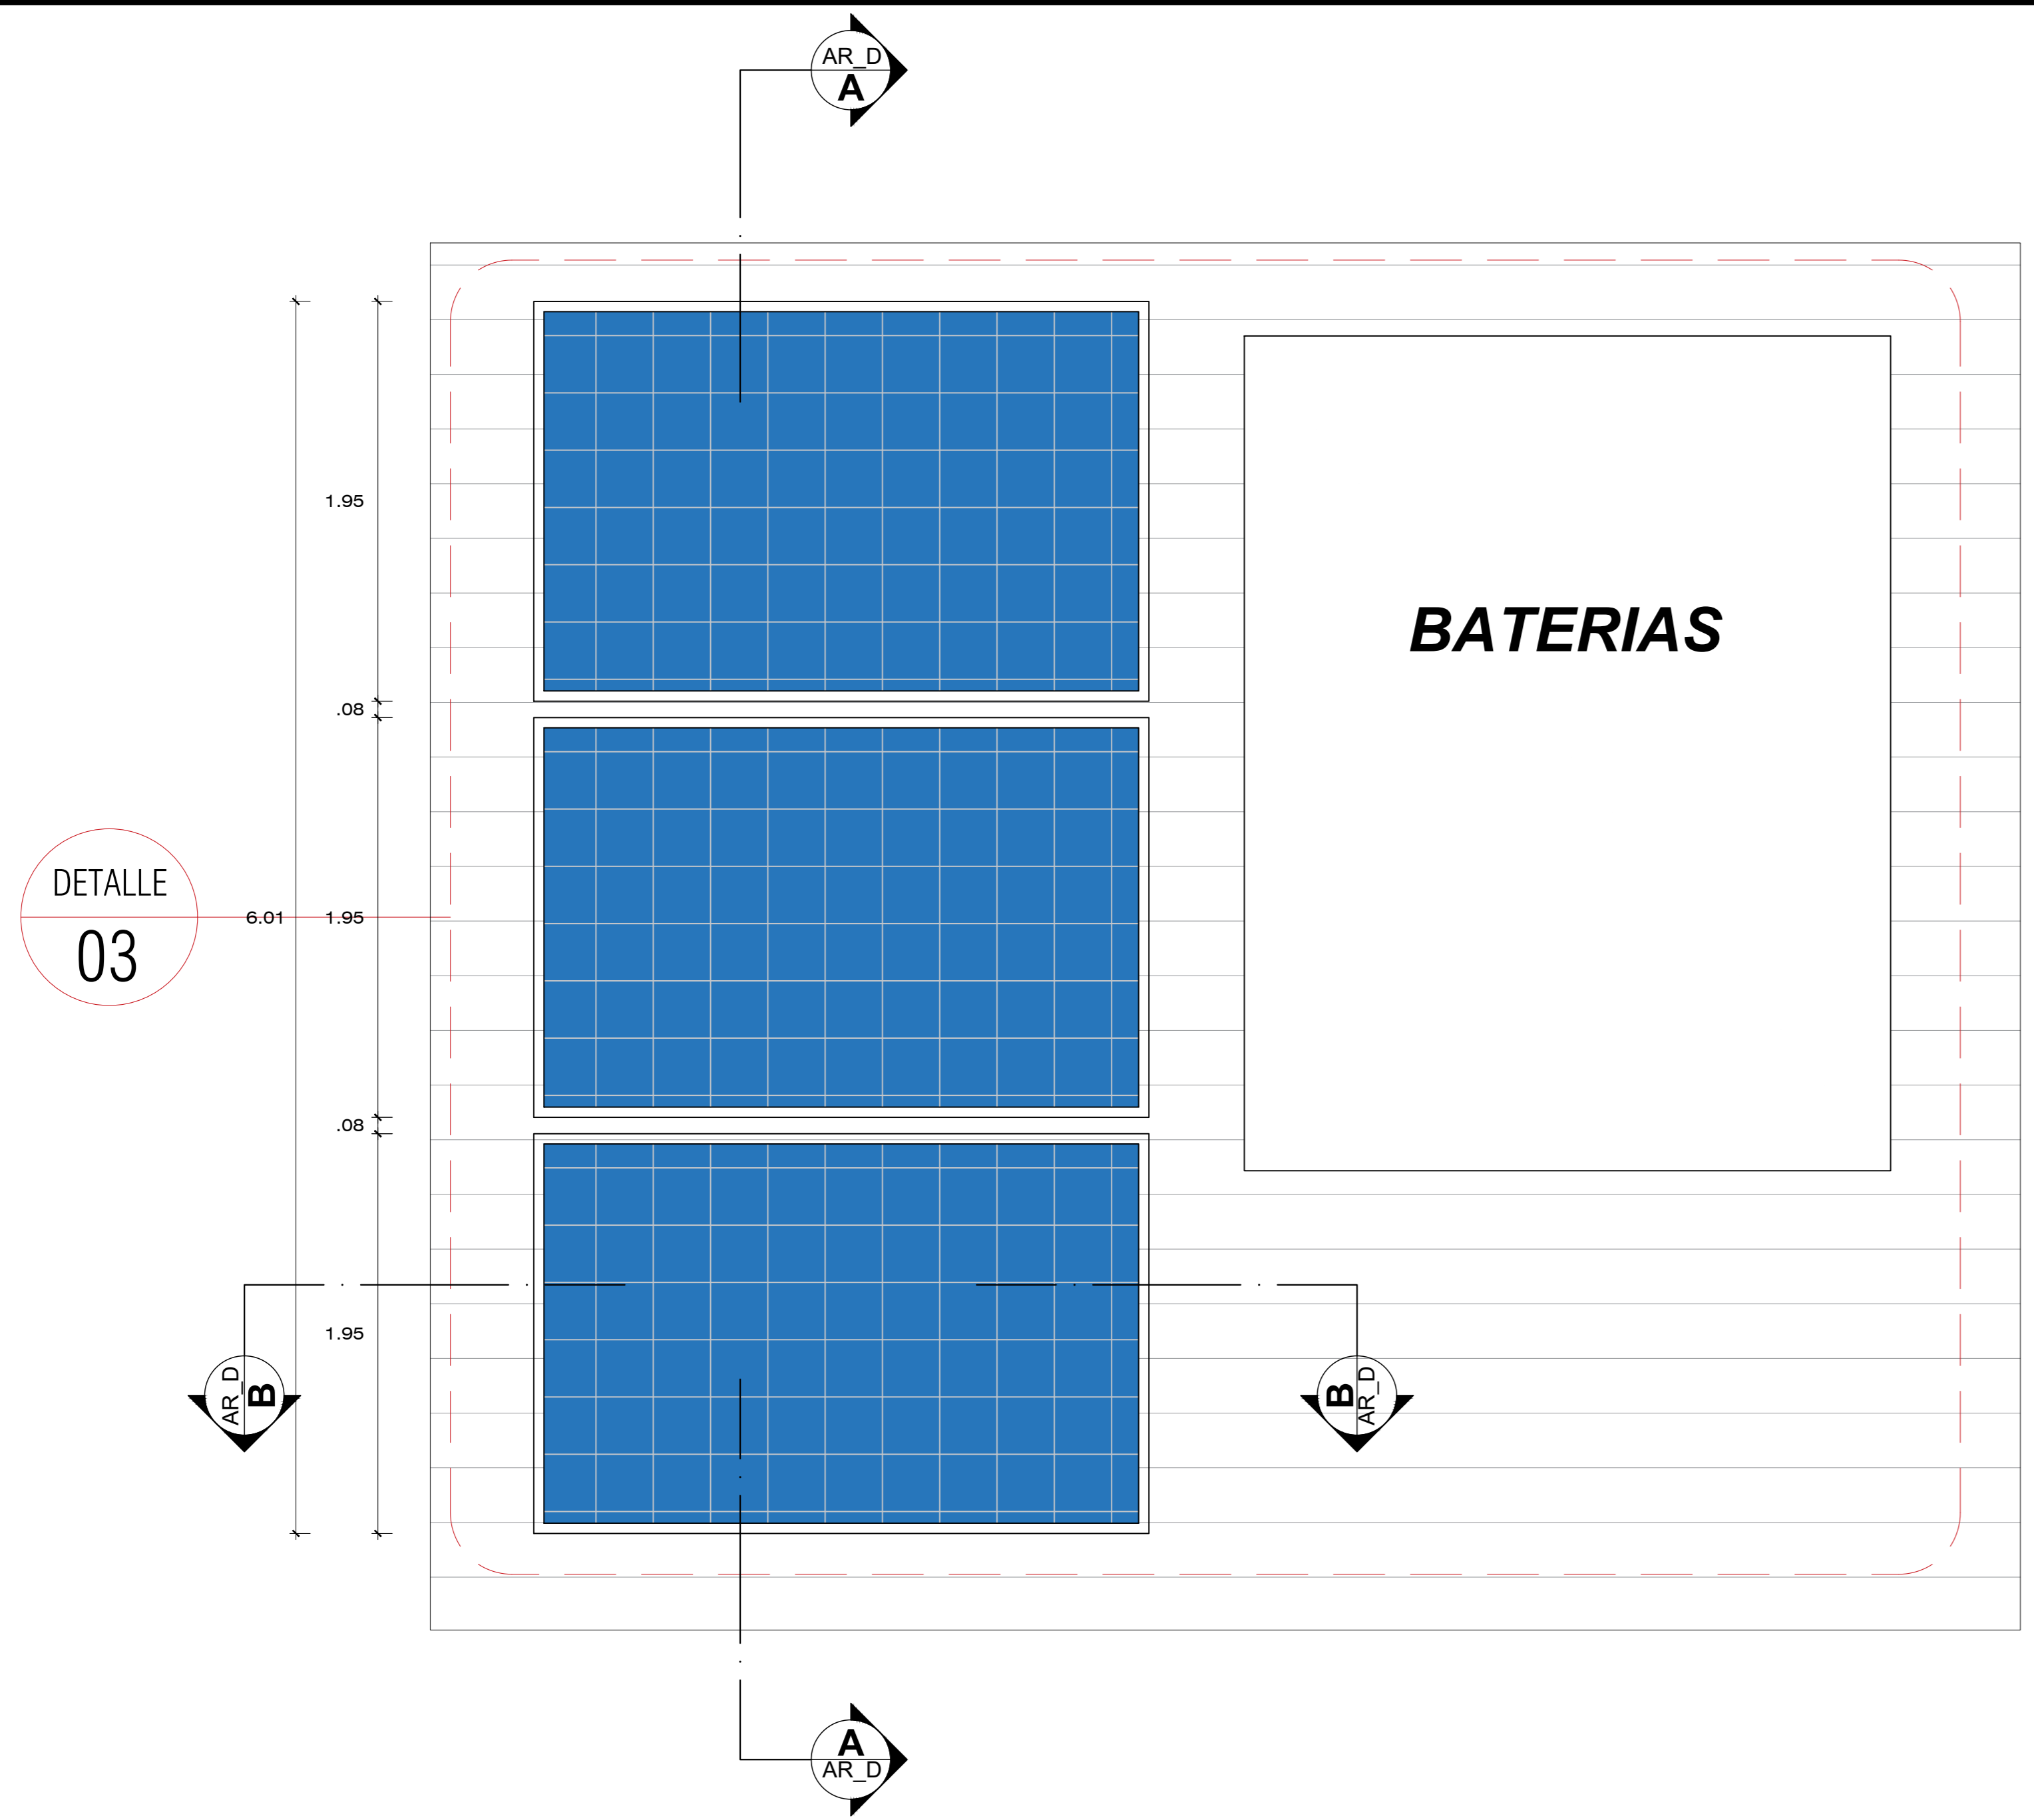 AR_D
A
1.95
BATERIAS
.08
DETALLE
03
6.01
1.95
.08
1.95
AR_D
B
B
AR_D
A
AR_D